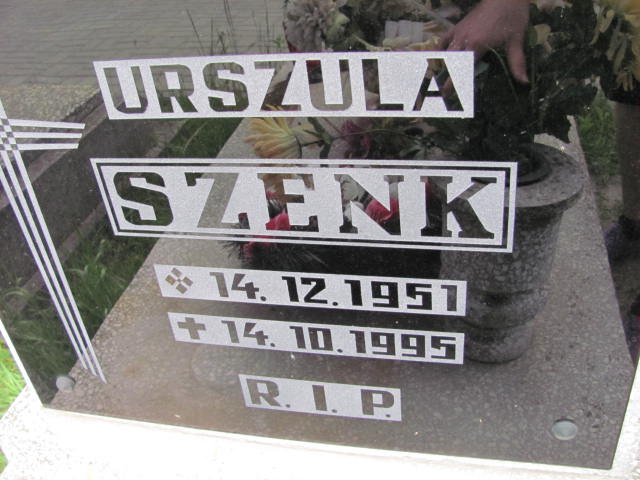 URSZULA
SZENK
14. 12. 1951
✝ 14. 10. 1995
R. I. P.